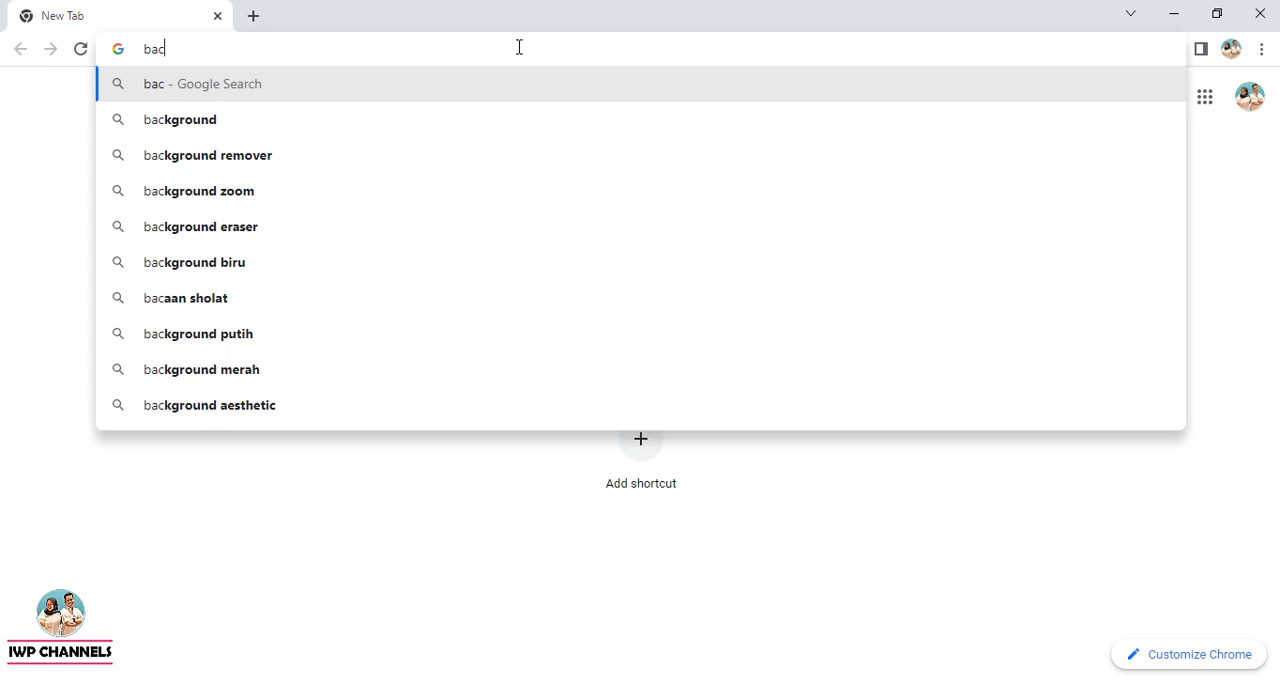 New Tab
bac
bac - Google Search
background
background remover
background zoom
background eraser
background biru
bacaan sholat
background putih
background merah
background aesthetic
Add shortcut
IWP CHANNELS
Customize Chrome